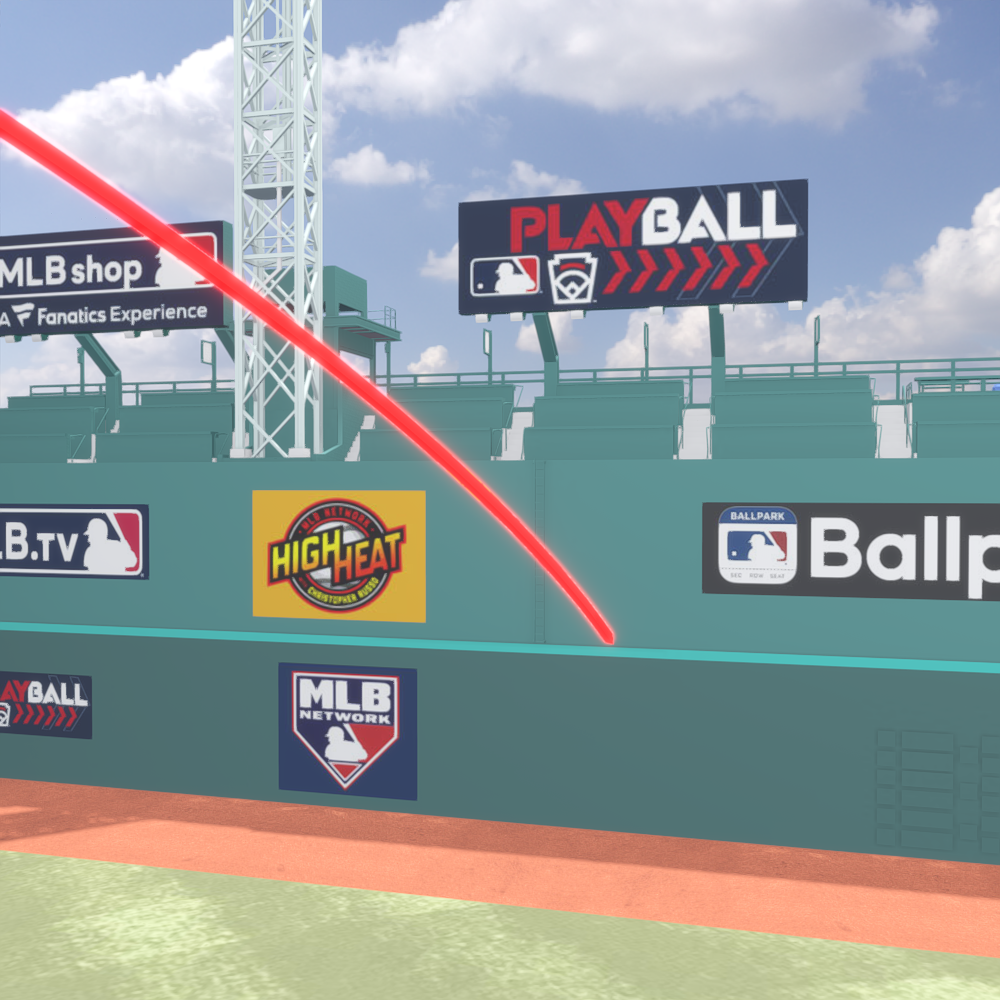 PLAYBALL
MLB shop
A Fanatics Experience
LB.TV
MLB NETWORK
HIGH HEAT
CHRISTOPHER RUSSO
BALLPARK
Ballp
SEC ROW SEAT
AYBALL
MLB
NETWORK